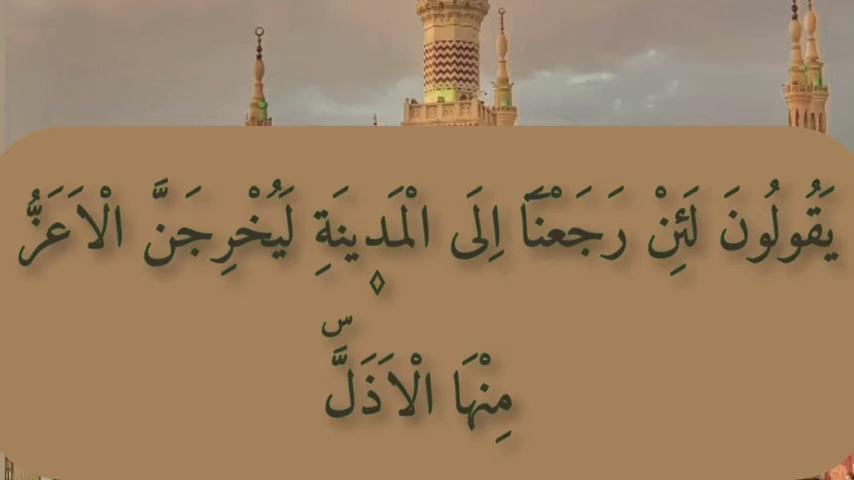 يَقُولُونَ لَئِنْ رَجَعْنَٓا اِلَى الْمَد۪ينَةِ لَيُخْرِجَنَّ الْاَعَزُّ
مِنْهَا الْاَذَلَّۜ